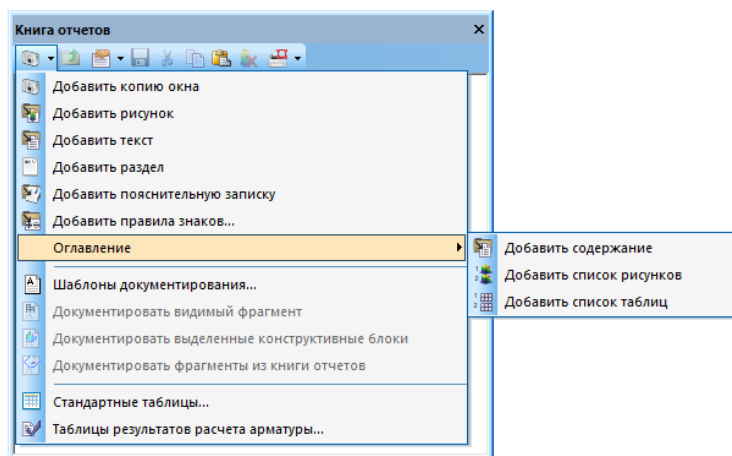 Книга отчетов
Добавить копию окна
Добавить рисунок
Добавить текст
Добавить раздел
Добавить пояснительную записку
Добавить правила знаков...
Оглавление
Добавить содержание
Добавить список рисунков
Добавить список таблиц
Шаблоны документирования...
Документировать видимый фрагмент
Документировать выделенные конструктивные блоки
Документировать фрагменты из книги отчетов
Стандартные таблицы...
Таблицы результатов расчета арматуры...